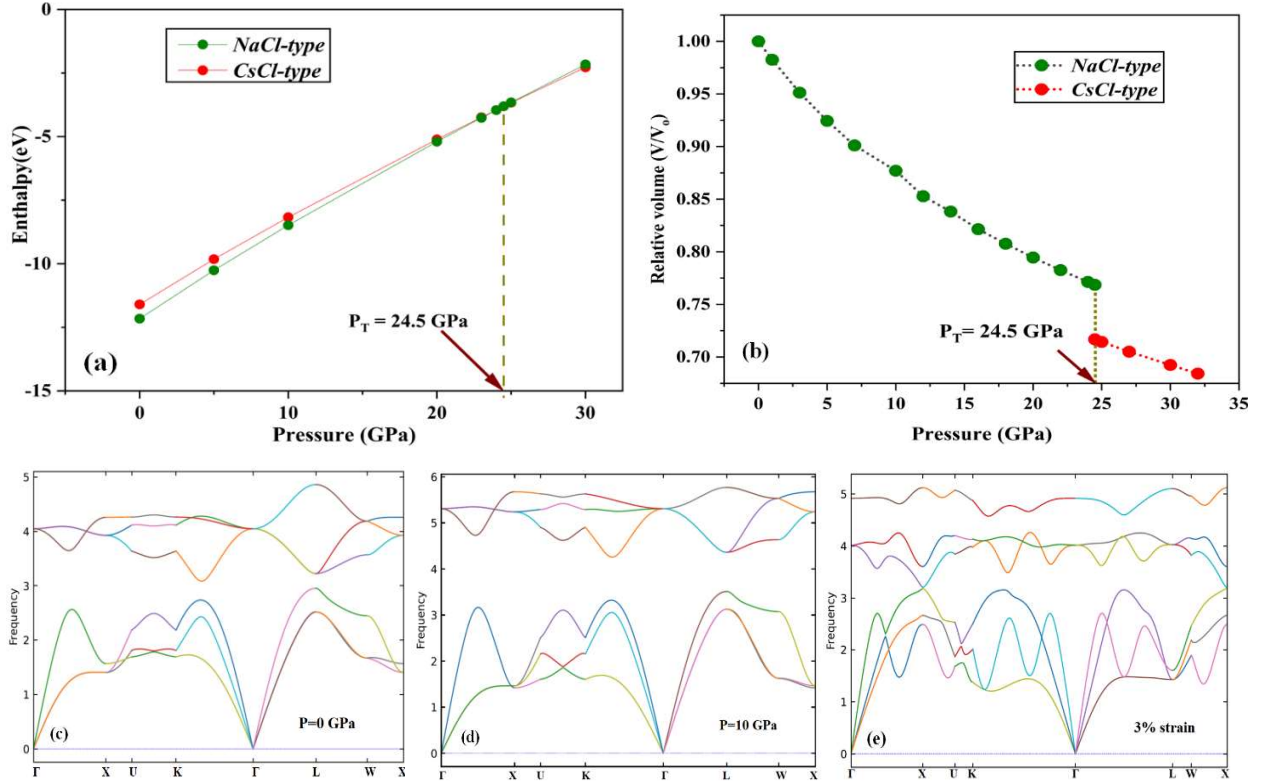 0
-5
-10
-15
Enthalpy(eV)
NaCl-type
CsCl-type
P_T = 24.5 GPa
(a)
0 10 20 30
Pressure (GPa)
1.00
0.95
0.90
0.85
0.80
0.75
0.70
Relative volume (V/V_o)
NaCl-type
CsCl-type
P_T= 24.5 GPa
(b)
0 5 10 15 20 25 30 35
Pressure (GPa)
5
4
3
2
1
0
Frequency
(c)
P=0 GPa
Γ X U K Γ L W X
6
5
4
3
2
1
0
Frequency
(d)
P=10 GPa
Γ X U K Γ L W X
5
4
3
2
1
0
Frequency
(e)
3% strain
Γ X U K Γ L W X